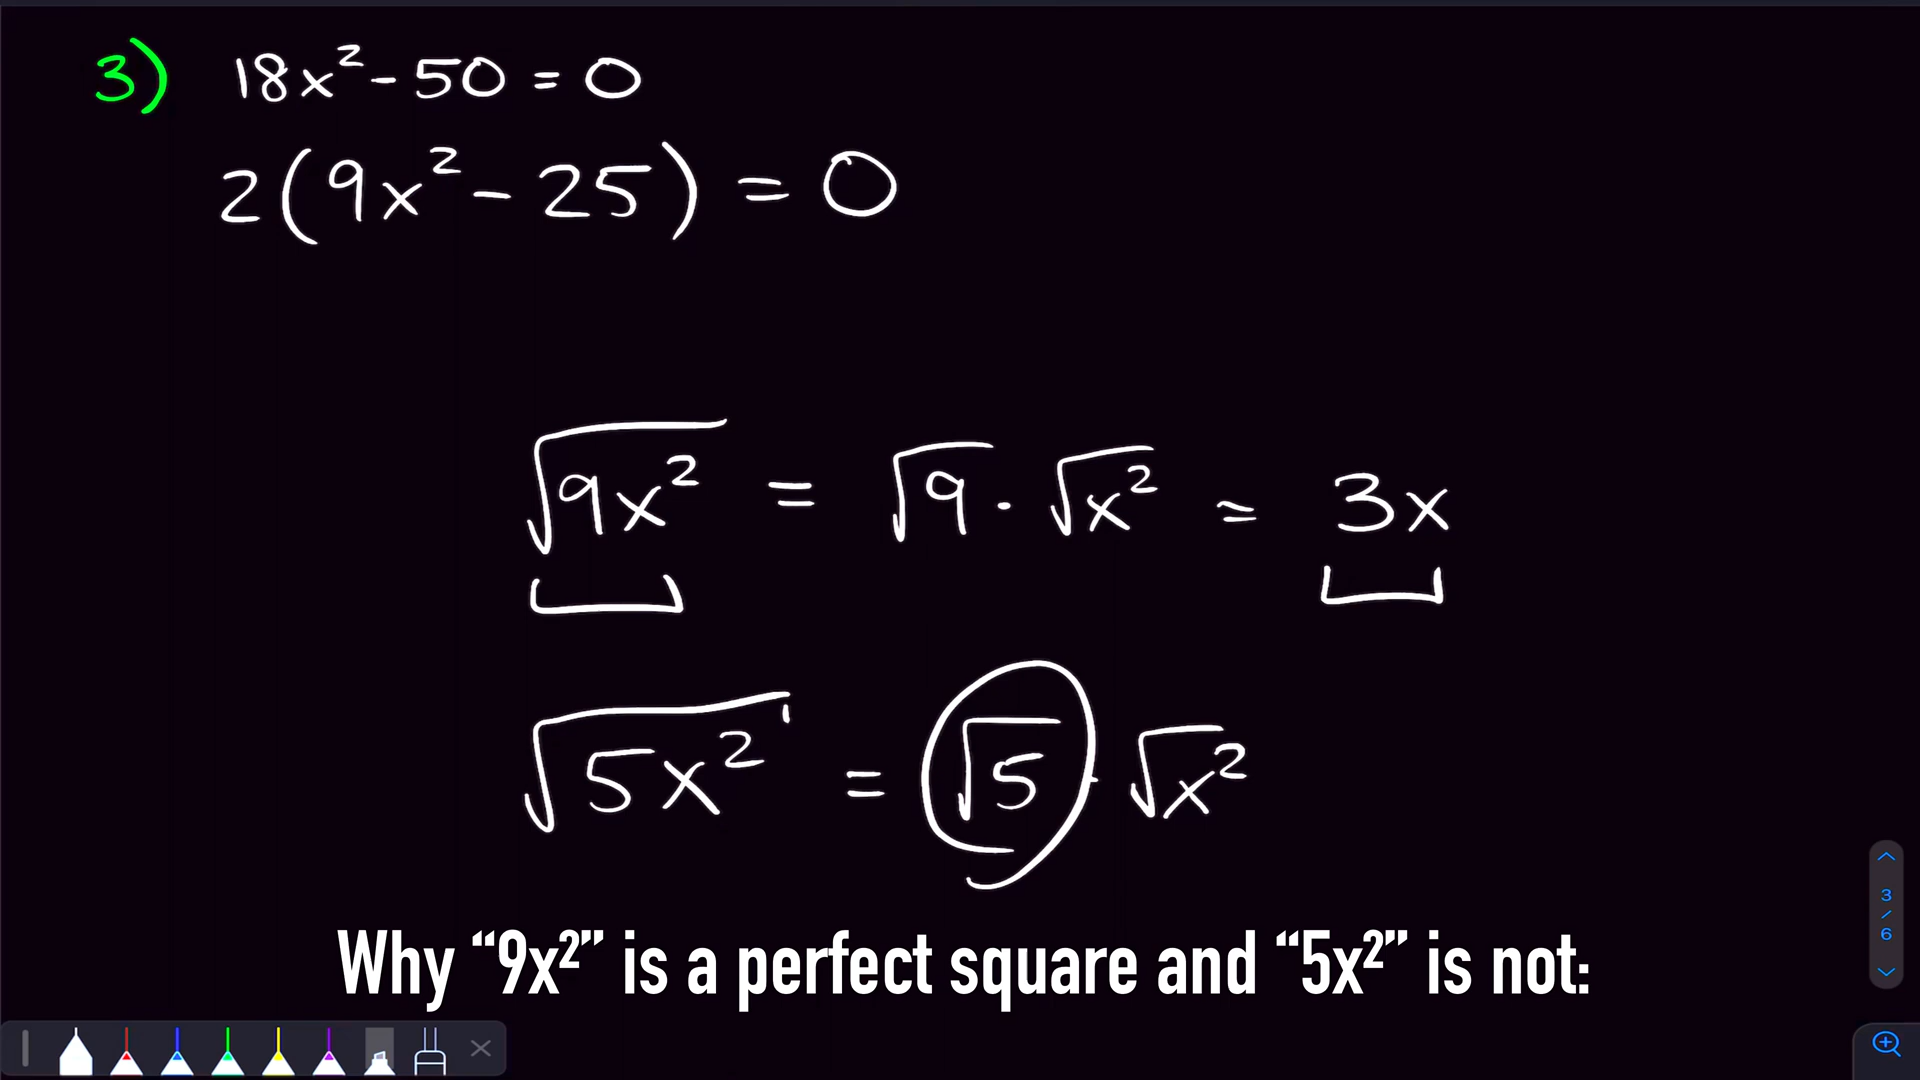 3) 18x² - 50 = 0
2(9x² - 25) = 0
√9x² = √9 · √x² = 3x
√5x² = √5 · √x²
Why “9x²” is a perfect square and “5x²” is not:
3
/
6